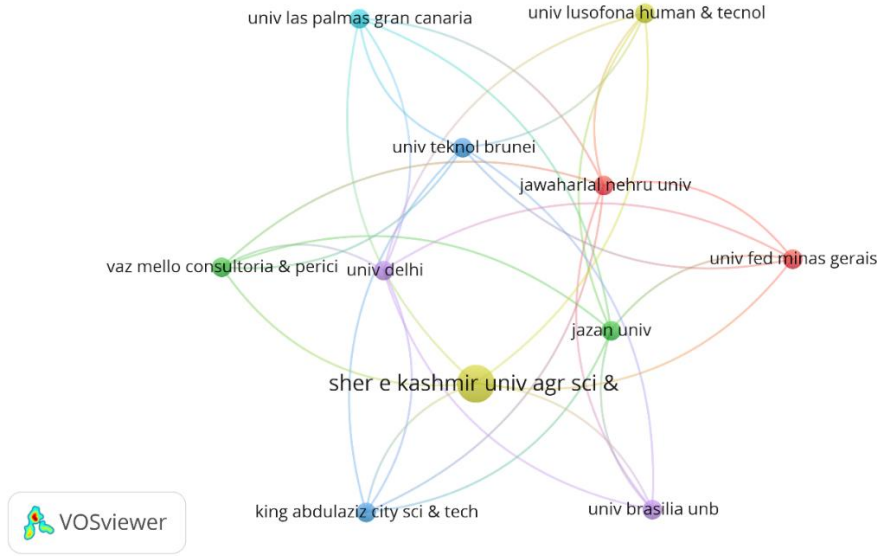 univ las palmas gran canaria
univ lusofona human & tecnol
univ teknol brunei
jawaharlal nehru univ
vaz mello consultoria & perici
univ delhi
univ fed minas gerais
jazan univ
sher e kashmir univ agr sci &
king abdulaziz city sci & tech
univ brasilia unb
VOSviewer